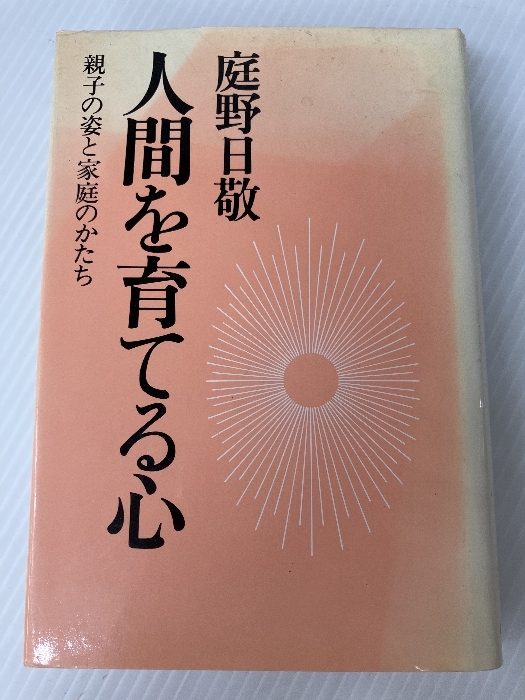 庭野日敬
人間を育てる心
親子の姿と家庭のかたち